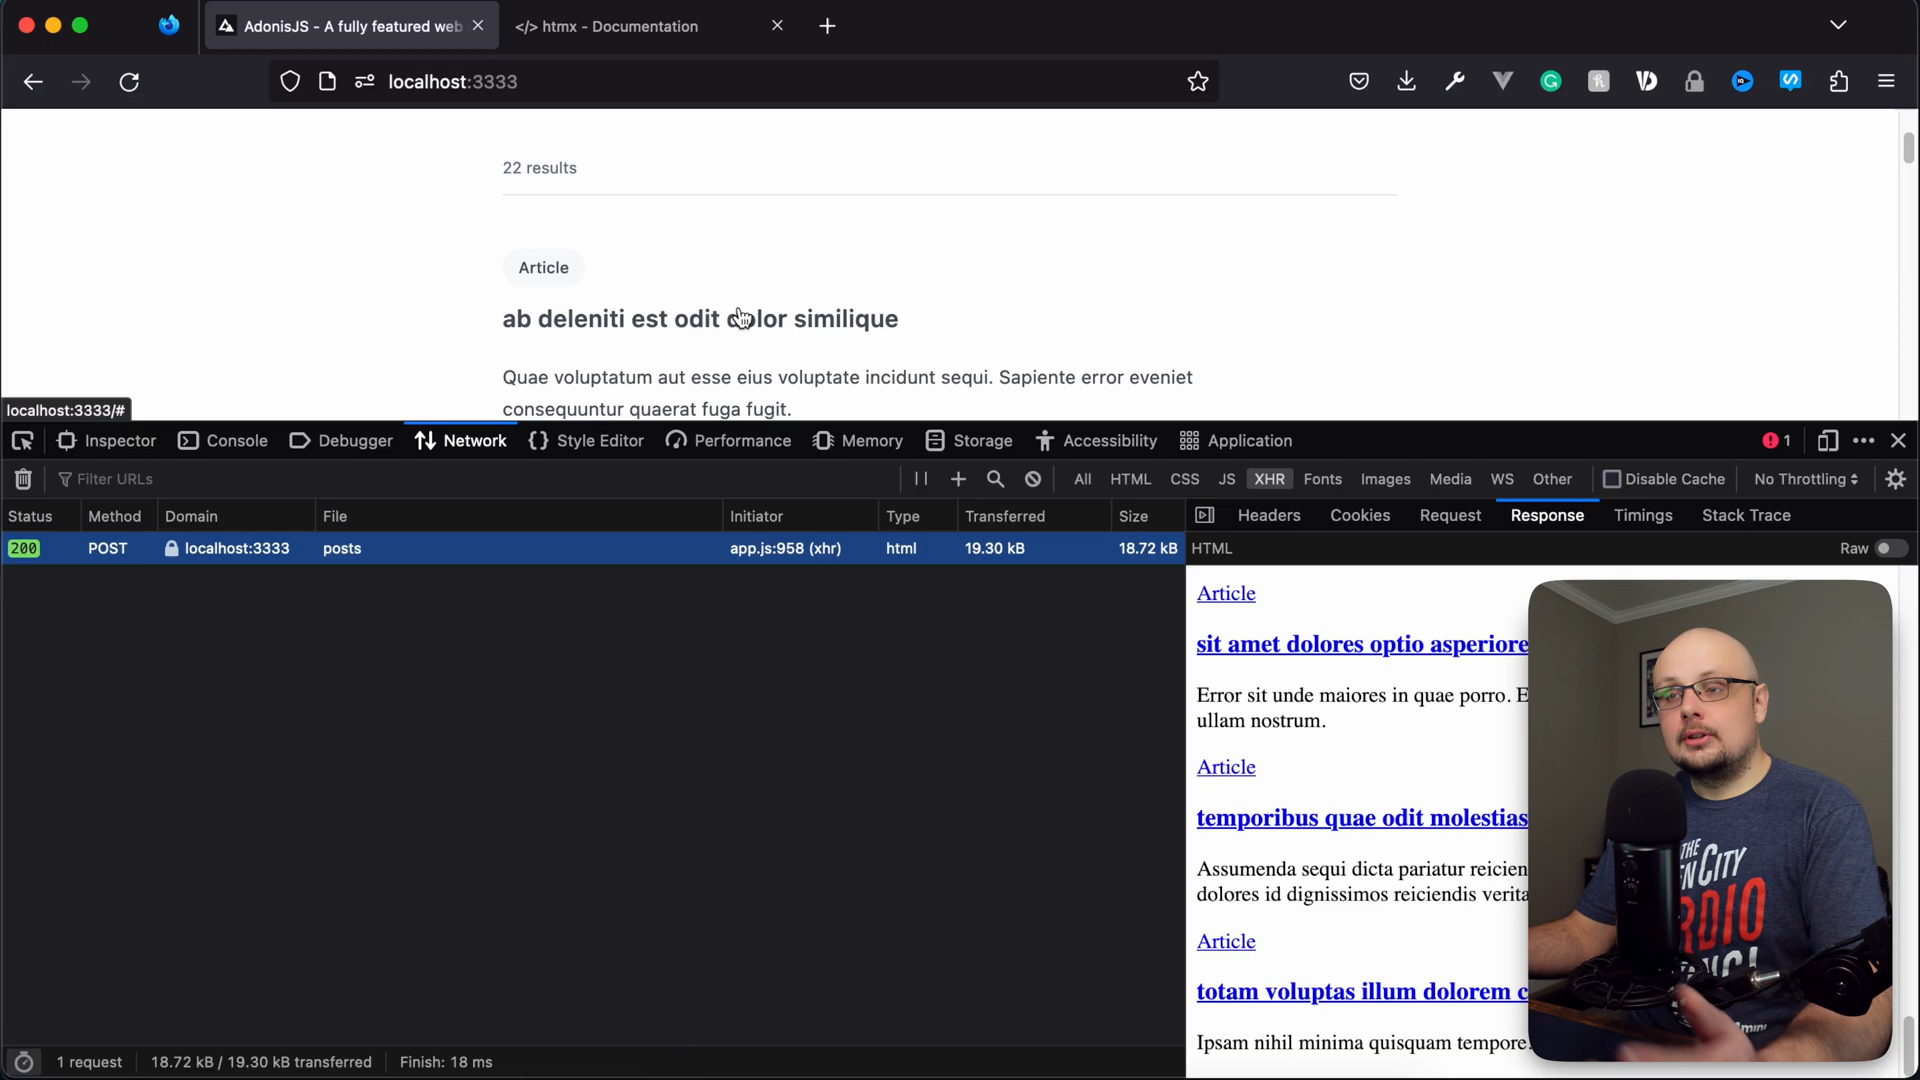 AdonisJS - A fully featured web
</> htmx - Documentation
localhost:3333
22 results
Article
ab deleniti est odit dolor similique
Quae voluptatum aut esse eius voluptate incidunt sequi. Sapiente error eveniet
consequuntur quaerat fuga fugit.
localhost:3333/#
Inspector Console Debugger Network Style Editor Performance Memory Storage Accessibility Application 1
Filter URLs All HTML CSS JS XHR Fonts Images Media WS Other Disable Cache No Throttling
Status Method Domain File Initiator Type Transferred Size
200 POST localhost:3333 posts app.js:958 (xhr) html 19.30 kB 18.72 kB
Headers Cookies Request Response Timings Stack Trace
HTML Raw
Article
sit amet dolores optio asperiore
Error sit unde maiores in quae porro. E
ullam nostrum.
Article
temporibus quae odit molestias
Assumenda sequi dicta pariatur reicien
dolores id dignissimos reiciendis verita
Article
totam voluptas illum dolorem c
Ipsam nihil minima quisquam tempore.
THE
CITY
1 request 18.72 kB / 19.30 kB transferred Finish: 18 ms